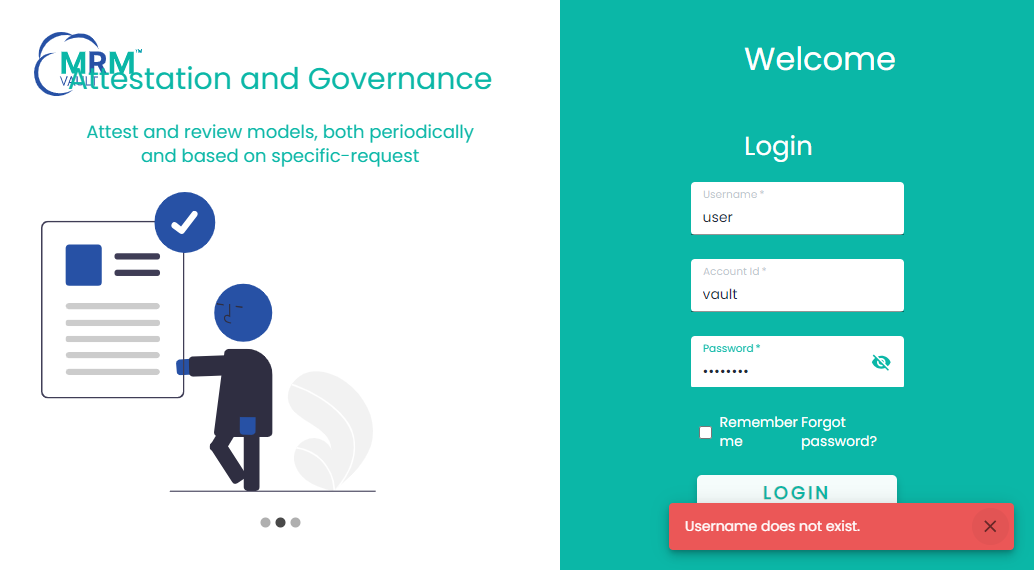 MRM™
VAULT
Attestation and Governance
Attest and review models, both periodically
and based on specific-request
Welcome
Login
Username *
user
Account Id *
vault
Password *
••••••••
Remember me
Forgot password?
LOGIN
Username does not exist.